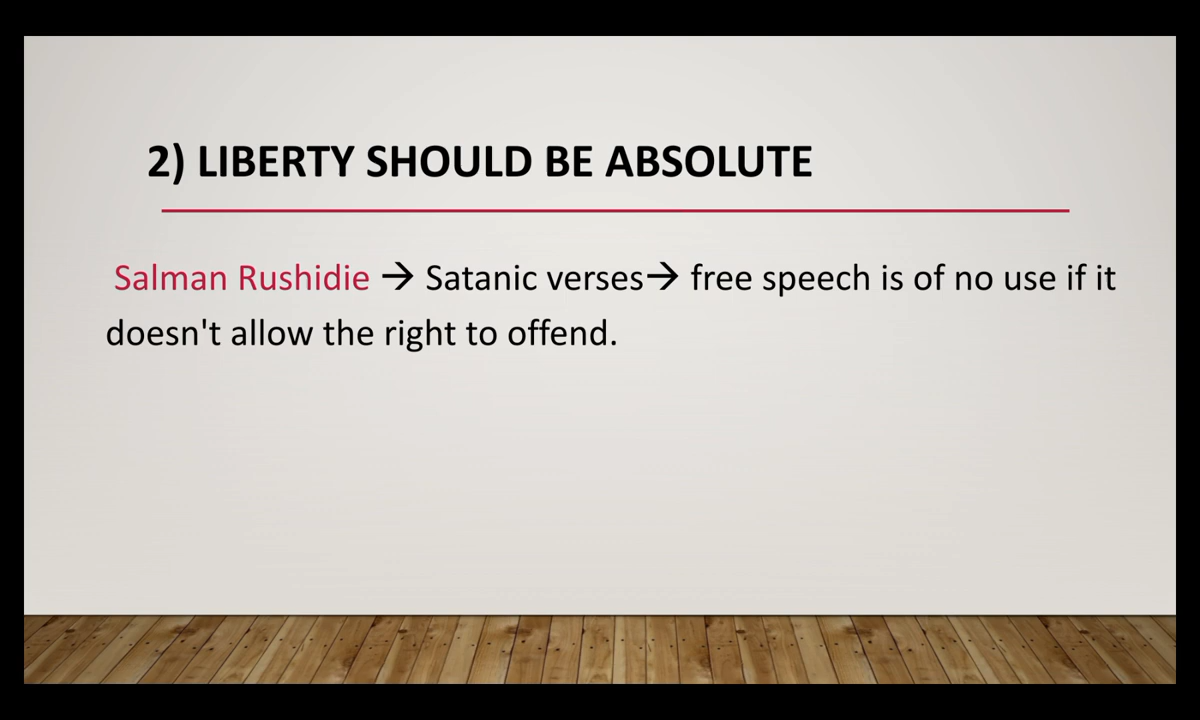 2) LIBERTY SHOULD BE ABSOLUTE
Salman Rushidie → Satanic verses→ free speech is of no use if it
doesn't allow the right to offend.